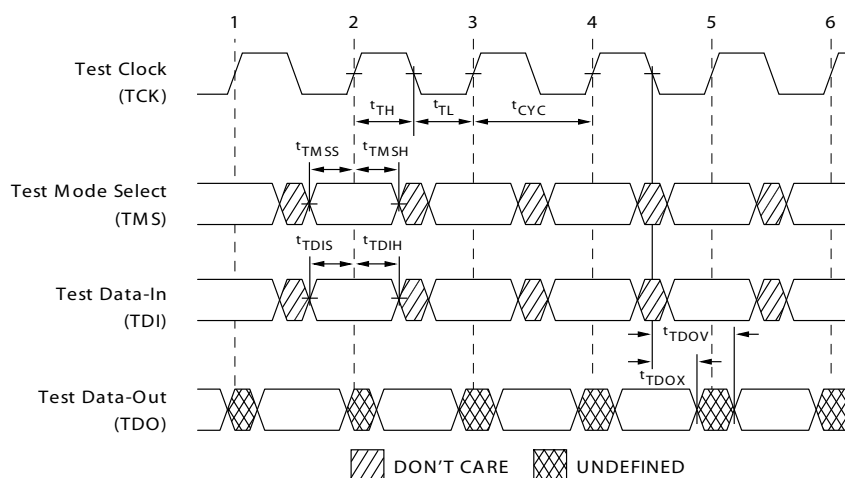 1 2 3 4 5 6
Test Clock
(TCK)
tTH tTL tCYC
tTMSS tTMSH
Test Mode Select
(TMS)
tTDIS tTDIH
Test Data-In
(TDI)
tTDOV
tTDOX
Test Data-Out
(TDO)
DON'T CARE UNDEFINED